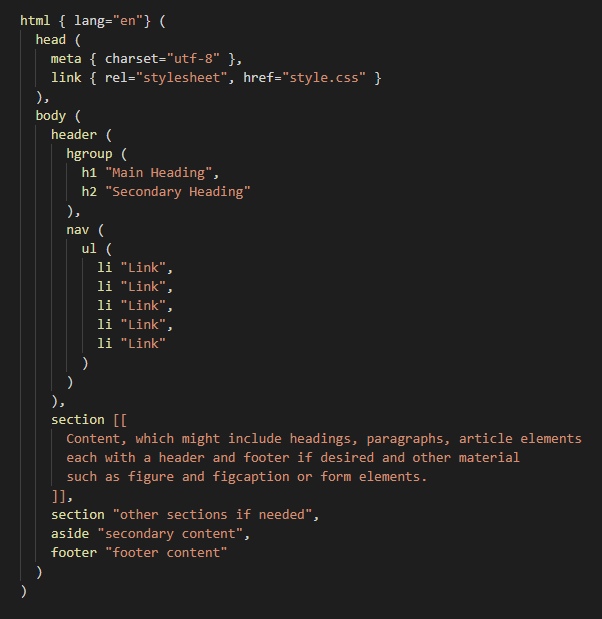 html { lang="en"} (
  head (
    meta { charset="utf-8" },
    link { rel="stylesheet", href="style.css" }
  ),
  body (
    header (
      hgroup (
        h1 "Main Heading",
        h2 "Secondary Heading"
      ),
      nav (
        ul (
          li "Link",
          li "Link",
          li "Link",
          li "Link",
          li "Link"
        )
      )
    ),
    section [[
      Content, which might include headings, paragraphs, article elements
      each with a header and footer if desired and other material
      such as figure and figcaption or form elements.
    ]],
    section "other sections if needed",
    aside "secondary content",
    footer "footer content"
  )
)